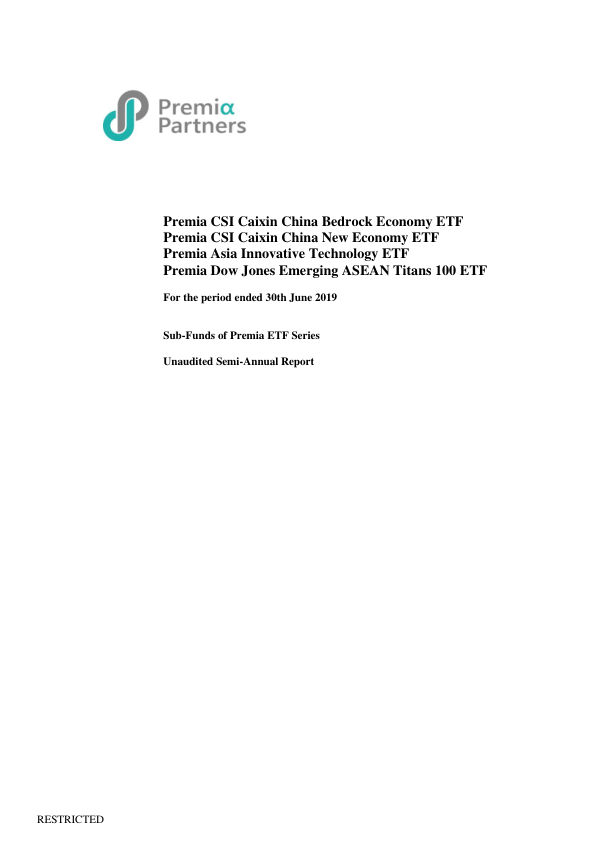 Premiα
Partners
Premia CSI Caixin China Bedrock Economy ETF
Premia CSI Caixin China New Economy ETF
Premia Asia Innovative Technology ETF
Premia Dow Jones Emerging ASEAN Titans 100 ETF
For the period ended 30th June 2019
Sub-Funds of Premia ETF Series
Unaudited Semi-Annual Report
RESTRICTED